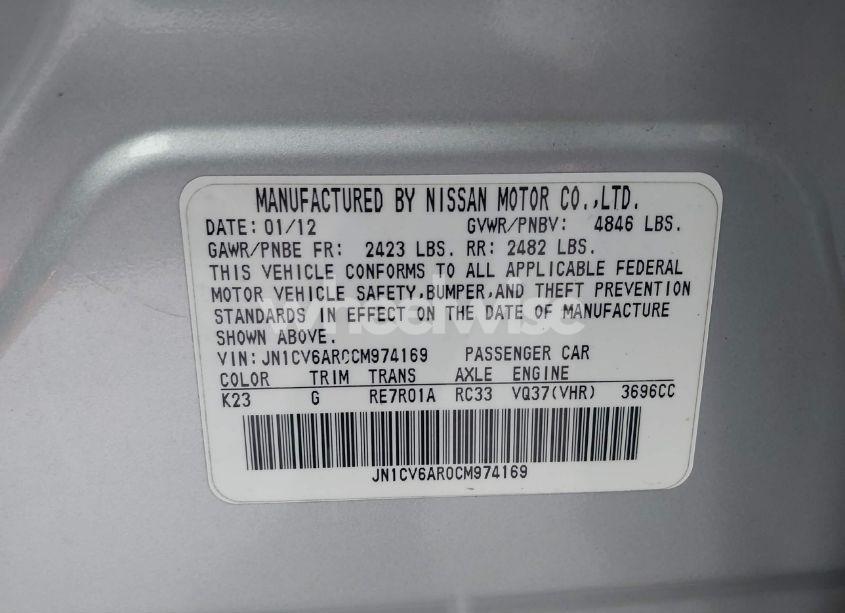 MANUFACTURED BY NISSAN MOTOR CO.,LTD.
DATE: 01/12 GVWR/PNBV: 4846 LBS.
GAWR/PNBE FR: 2423 LBS. RR: 2482 LBS.
THIS VEHICLE CONFORMS TO ALL APPLICABLE FEDERAL
MOTOR VEHICLE SAFETY,BUMPER,AND THEFT PREVENTION
STANDARDS IN EFFECT ON THE DATE OF MANUFACTURE
SHOWN ABOVE.
wheelwise
VIN: JN1CV6AR0CM974169 PASSENGER CAR
COLOR TRIM TRANS AXLE ENGINE
K23 G RE7R01A RC33 VQ37(VHR) 3696CC
JN1CV6AR0CM974169